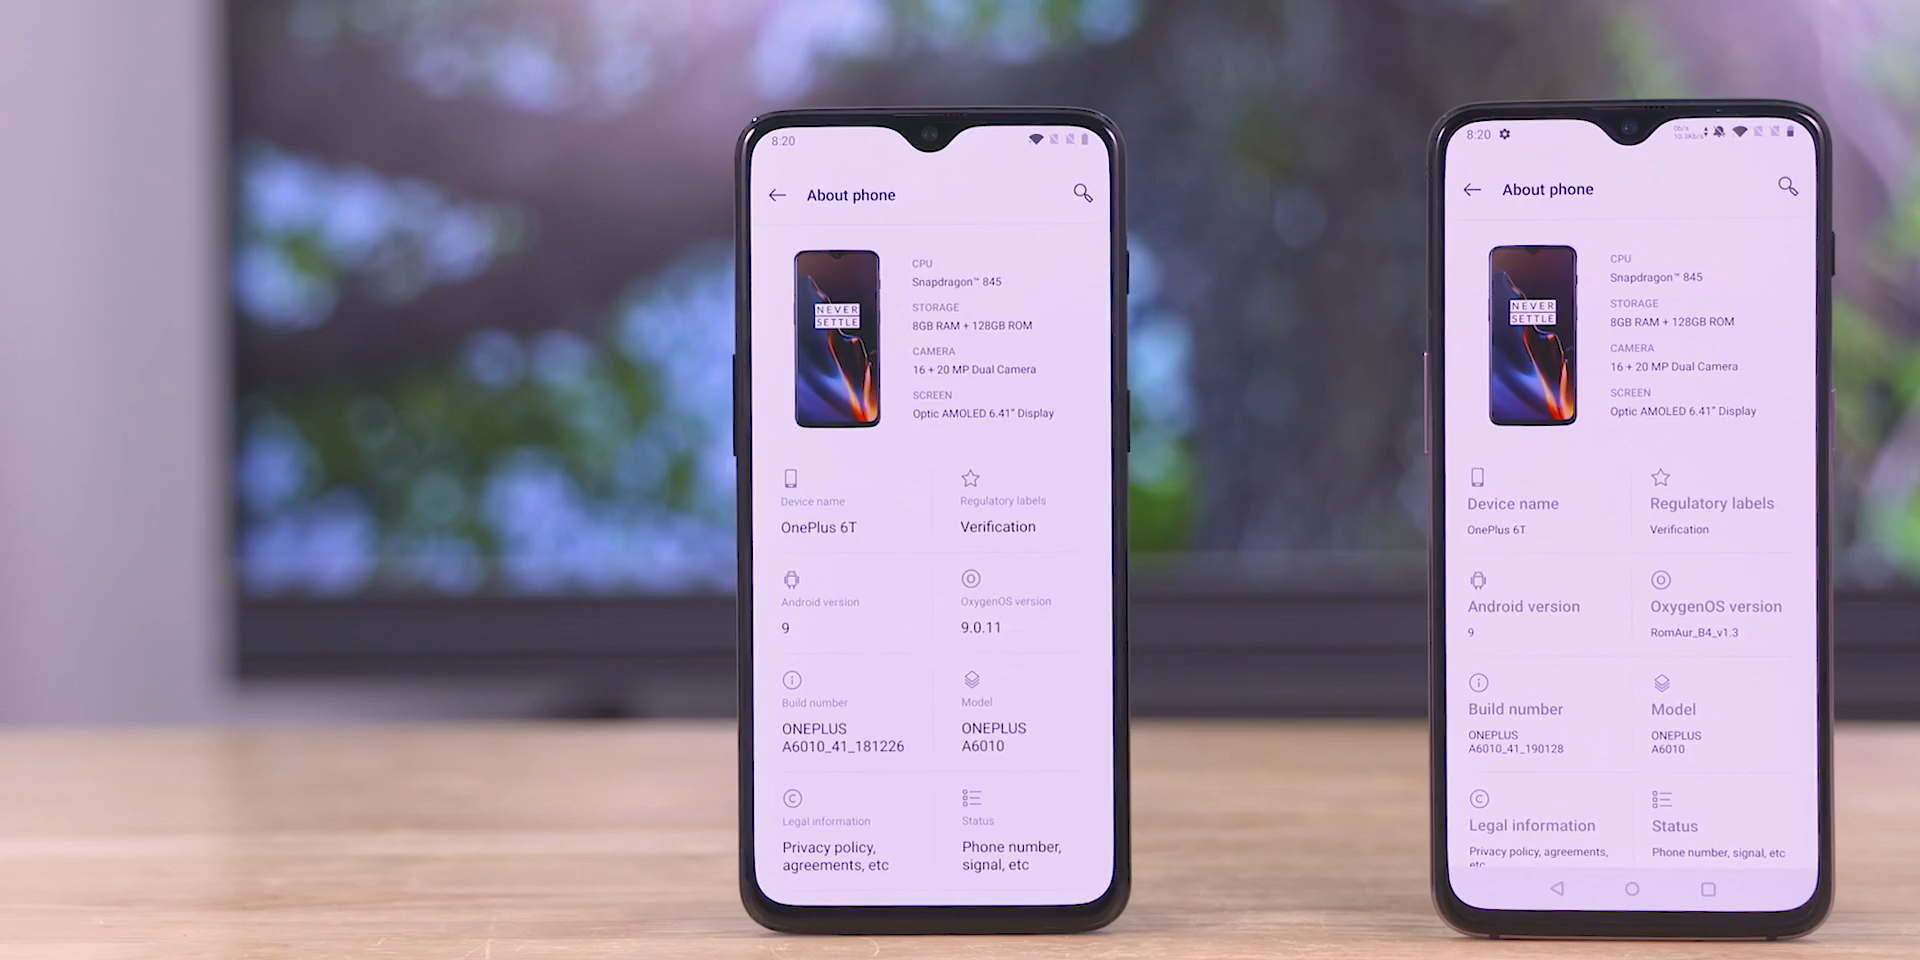 8:20
About phone
NEVER
SETTLE
CPU
Snapdragon™ 845
STORAGE
8GB RAM + 128GB ROM
CAMERA
16 + 20 MP Dual Camera
SCREEN
Optic AMOLED 6.41" Display
Device name
OnePlus 6T
Regulatory labels
Verification
Android version
9
OxygenOS version
9.0.11
Build number
ONEPLUS
A6010_41_181226
Model
ONEPLUS
A6010
Legal information
Privacy policy,
agreements, etc
Status
Phone number,
signal, etc
8:20
0b/s
10.3Kb/s
About phone
NEVER
SETTLE
CPU
Snapdragon™ 845
STORAGE
8GB RAM + 128GB ROM
CAMERA
16 + 20 MP Dual Camera
SCREEN
Optic AMOLED 6.41" Display
Device name
OnePlus 6T
Regulatory labels
Verification
Android version
9
OxygenOS version
RomAur_B4_v1.3
Build number
ONEPLUS
A6010_41_190128
Model
ONEPLUS
A6010
Legal information
Privacy policy, agreements,
etc
Status
Phone number, signal, etc